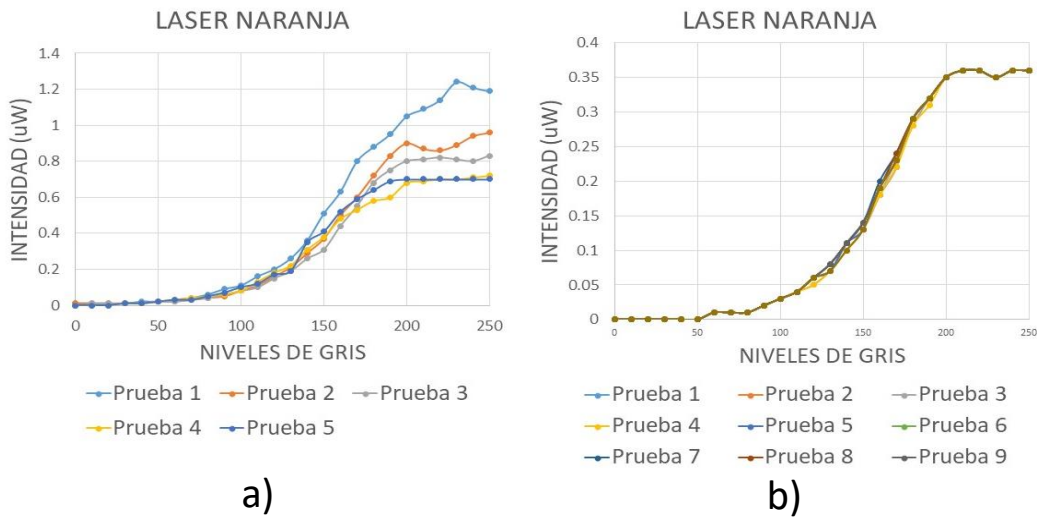 LASER NARANJA
INTENSIDAD (uW)
1.4
1.2
1
0.8
0.6
0.4
0.2
0
0 50 100 150 200 250
NIVELES DE GRIS
Prueba 1 Prueba 2 Prueba 3
Prueba 4 Prueba 5
a)
LASER NARANJA
INTENSIDAD (uW)
0.4
0.35
0.3
0.25
0.2
0.15
0.1
0.05
0
0 50 100 150 200 250
NIVELES DE GRIS
Prueba 1 Prueba 2 Prueba 3
Prueba 4 Prueba 5 Prueba 6
Prueba 7 Prueba 8 Prueba 9
b)